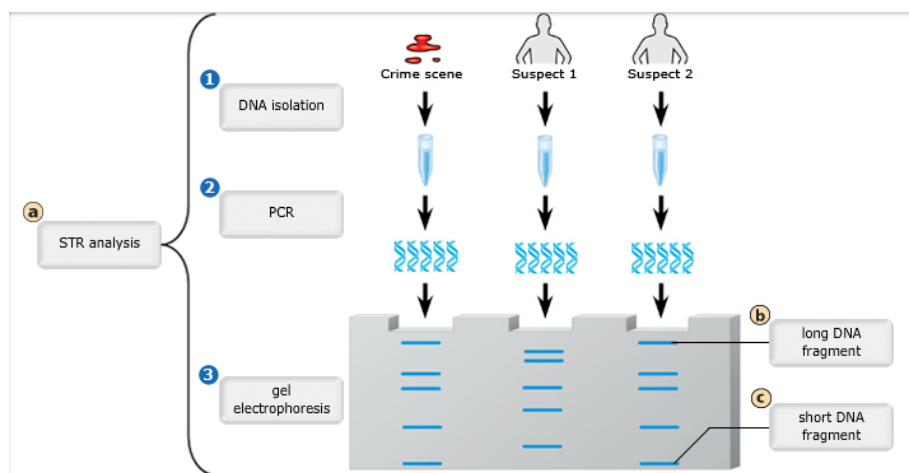 Crime scene
Suspect 1
Suspect 2
1
DNA isolation
2
PCR
a
STR analysis
b
long DNA
fragment
3
gel
electrophoresis
c
short DNA
fragment